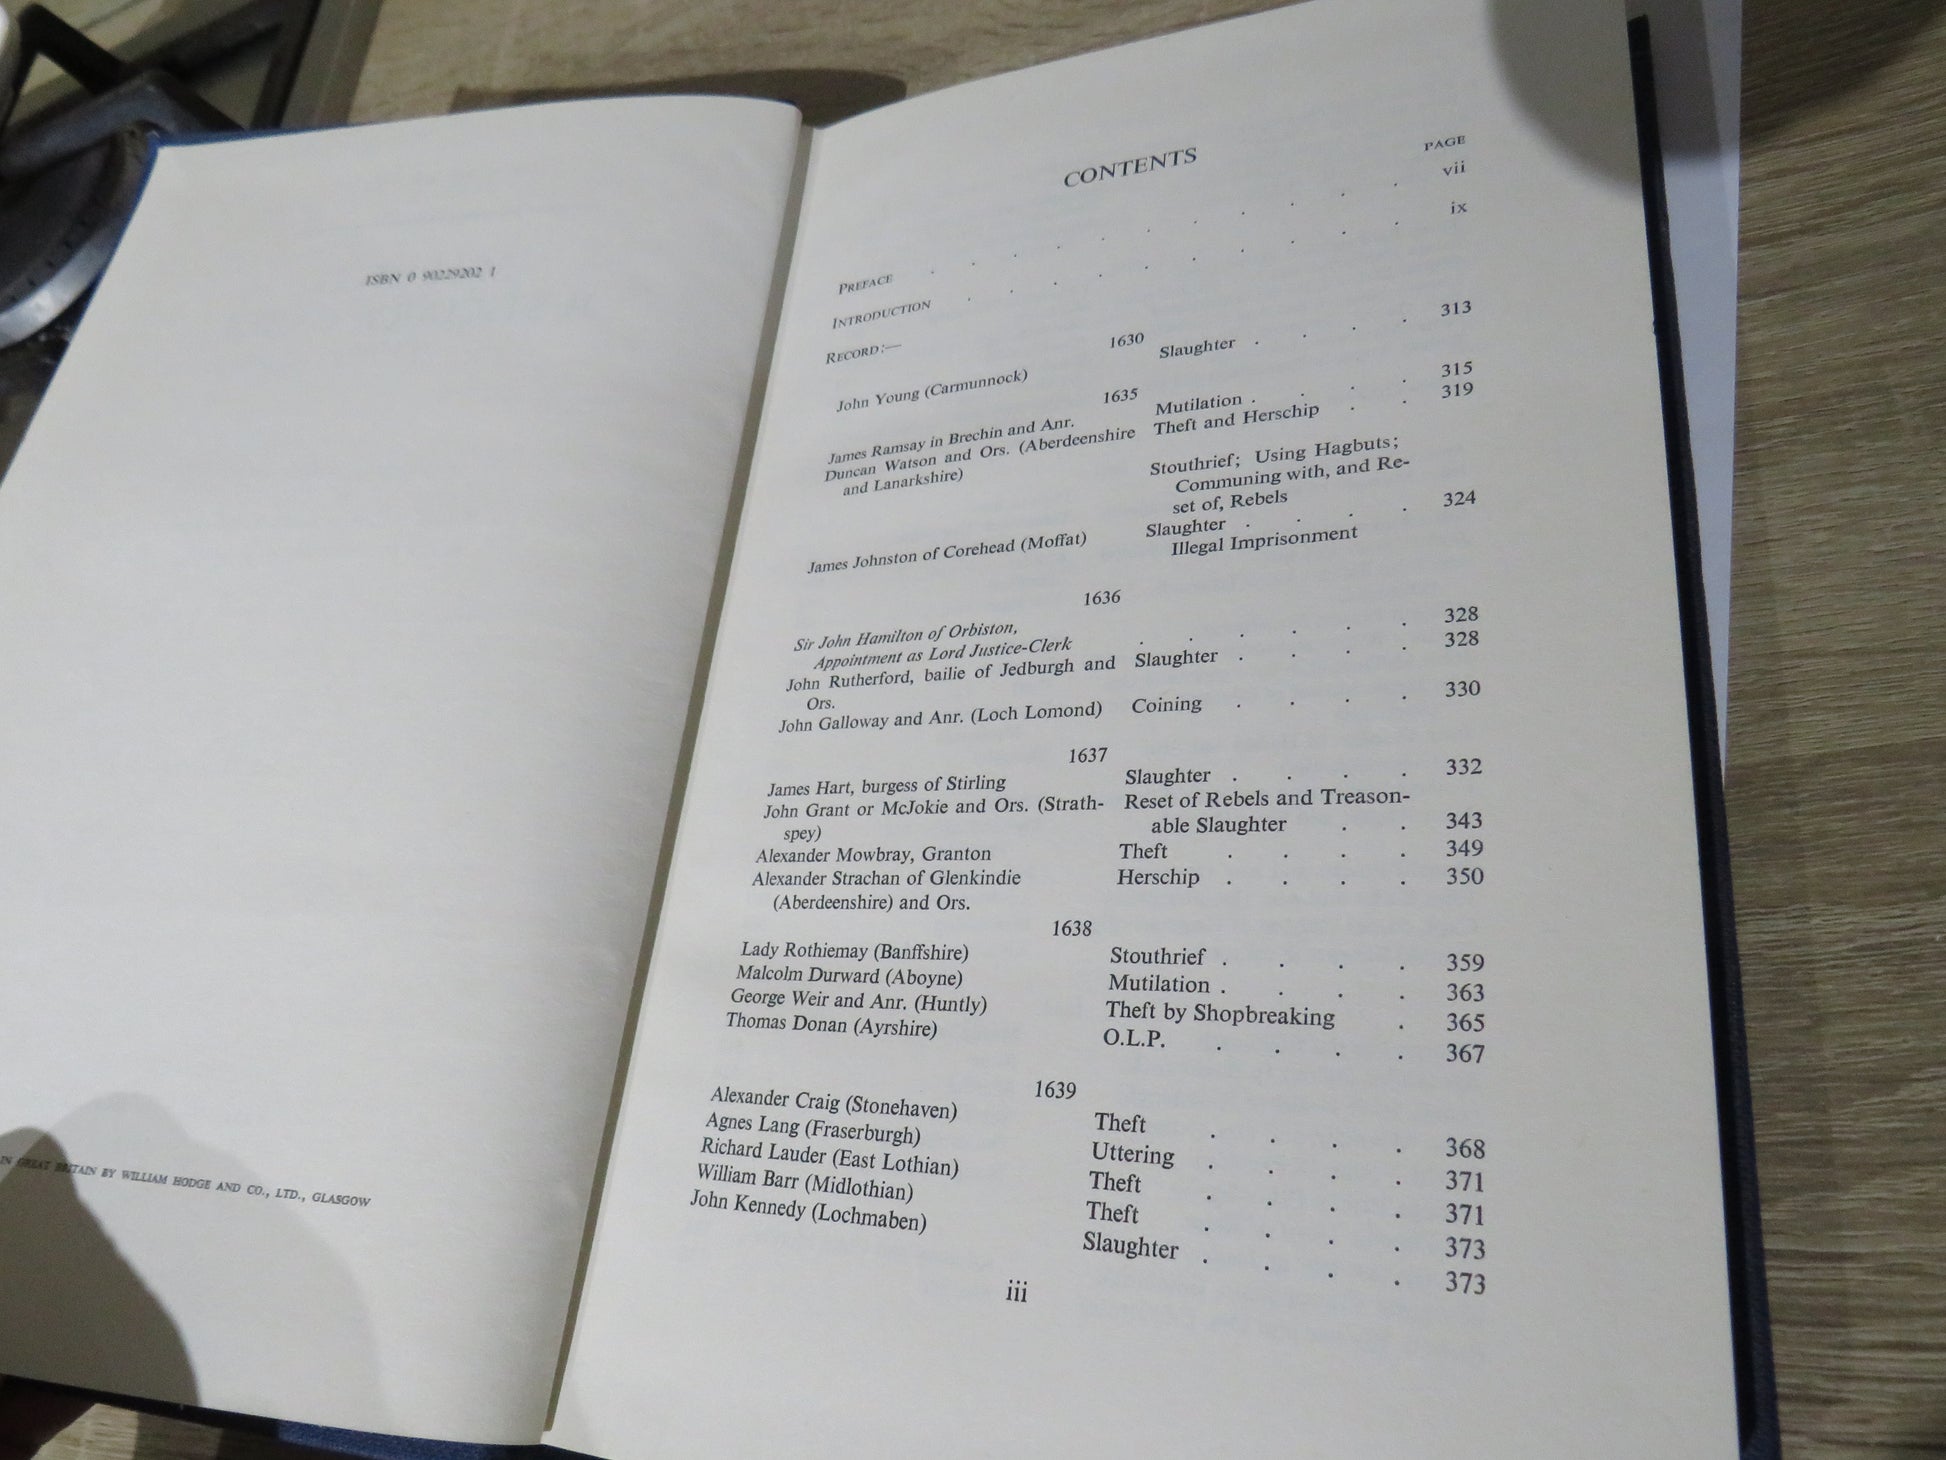 ISBN 0 90229202 1
IN GREAT BRITAIN BY WILLIAM HODGE AND CO., LTD., GLASGOW
CONTENTS
PAGE
PREFACE . . . . . . . . . . vii
INTRODUCTION . . . . . . . . . ix
RECORD:—
1630
John Young (Carmunnock) Slaughter . . . . 313
1635
James Ramsay in Brechin and Anr. Mutilation . . . . 315
Duncan Watson and Ors. (Aberdeenshire Theft and Herschip . . 319
and Lanarkshire)
Stouthrief; Using Hagbuts;
Communing with, and Re-
set of, Rebels
James Johnston of Corehead (Moffat) Slaughter . . . . 324
Illegal Imprisonment
1636
Sir John Hamilton of Orbiston,
Appointment as Lord Justice-Clerk . . . . . . 328
John Rutherford, bailie of Jedburgh and Slaughter . . . . 328
Ors.
John Galloway and Anr. (Loch Lomond) Coining . . . . 330
1637
James Hart, burgess of Stirling Slaughter . . . . 332
John Grant or McJokie and Ors. (Strath- Reset of Rebels and Treason-
spey) able Slaughter . . 343
Alexander Mowbray, Granton Theft . . . . 349
Alexander Strachan of Glenkindie Herschip . . . . 350
(Aberdeenshire) and Ors.
1638
Lady Rothiemay (Banffshire) Stouthrief . . . . 359
Malcolm Durward (Aboyne) Mutilation . . . . 363
George Weir and Anr. (Huntly) Theft by Shopbreaking . 365
Thomas Donan (Ayrshire) O.L.P. . . . . 367
1639
Alexander Craig (Stonehaven) Theft . . . . 368
Agnes Lang (Fraserburgh) Uttering . . . . 371
Richard Lauder (East Lothian) Theft . . . . 371
William Barr (Midlothian) Theft . . . . 373
John Kennedy (Lochmaben) Slaughter . . . . 373
iii